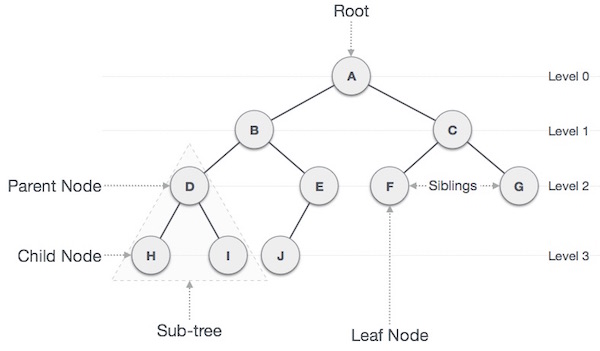 Root
A
Level 0
B
C
Level 1
Parent Node
D
E
F
Siblings
G
Level 2
Child Node
H
I
J
Level 3
Sub-tree
Leaf Node